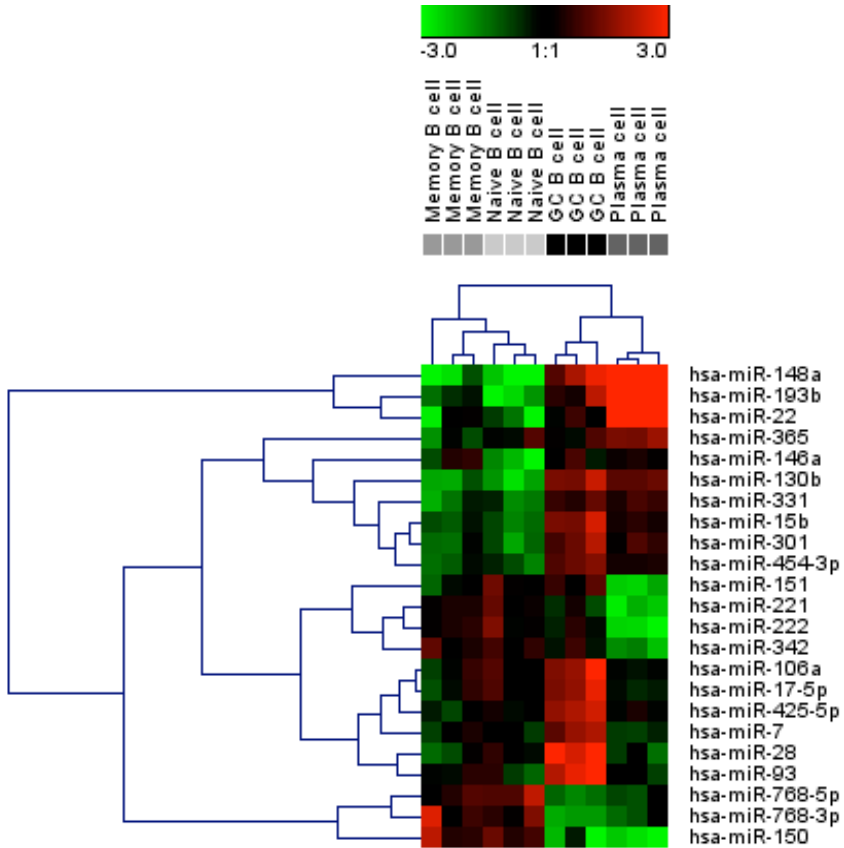 -3.0 1:1 3.0
Memory B cell
Memory B cell
Memory B cell
Naive B cell
Naive B cell
Naive B cell
GC B cell
GC B cell
GC B cell
Plasma cell
Plasma cell
Plasma cell
hsa-miR-148a
hsa-miR-193b
hsa-miR-22
hsa-miR-365
hsa-miR-146a
hsa-miR-130b
hsa-miR-331
hsa-miR-15b
hsa-miR-301
hsa-miR-454-3p
hsa-miR-151
hsa-miR-221
hsa-miR-222
hsa-miR-342
hsa-miR-106a
hsa-miR-17-5p
hsa-miR-425-5p
hsa-miR-7
hsa-miR-28
hsa-miR-93
hsa-miR-768-5p
hsa-miR-768-3p
hsa-miR-150